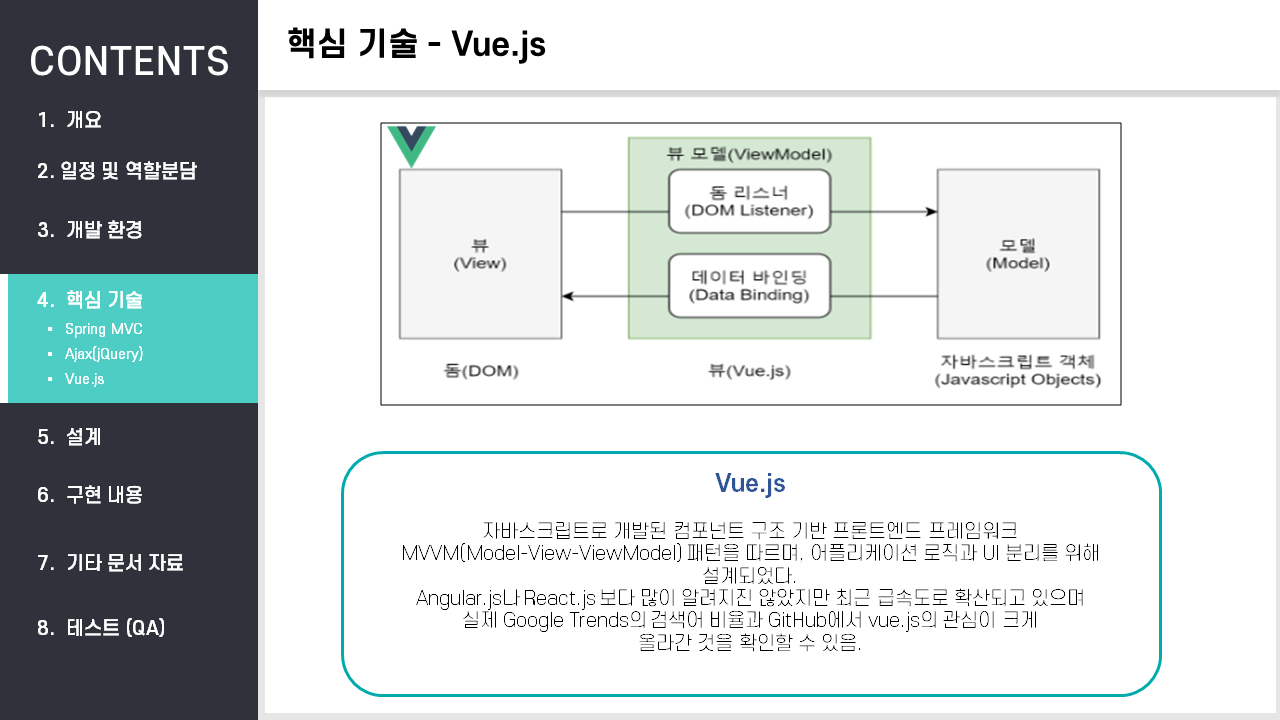 CONTENTS
1. 개요
2. 일정 및 역할분담
3. 개발 환경
4. 핵심 기술
▪ Spring MVC
▪ Ajax(jQuery)
▪ Vue.js
5. 설계
6. 구현 내용
7. 기타 문서 자료
8. 테스트 (QA)
핵심 기술 - Vue.js
뷰 모델(ViewModel)
돔 리스너
(DOM Listener)
뷰
(View)
모델
(Model)
데이터 바인딩
(Data Binding)
돔(DOM)
뷰(Vue.js)
자바스크립트 객체
(Javascript Objects)
Vue.js
자바스크립트로 개발된 컴포넌트 구조 기반 프론트엔드 프레임워크
MVVM(Model-View-ViewModel) 패턴을 따르며, 어플리케이션 로직과 UI 분리를 위해
설계되었다.
Angular.js나 React.js 보다 많이 알려지진 않았지만 최근 급속도로 확산되고 있으며
실제 Google Trends의 검색어 비율과 GitHub에서 vue.js의 관심이 크게
올라간 것을 확인할 수 있음.